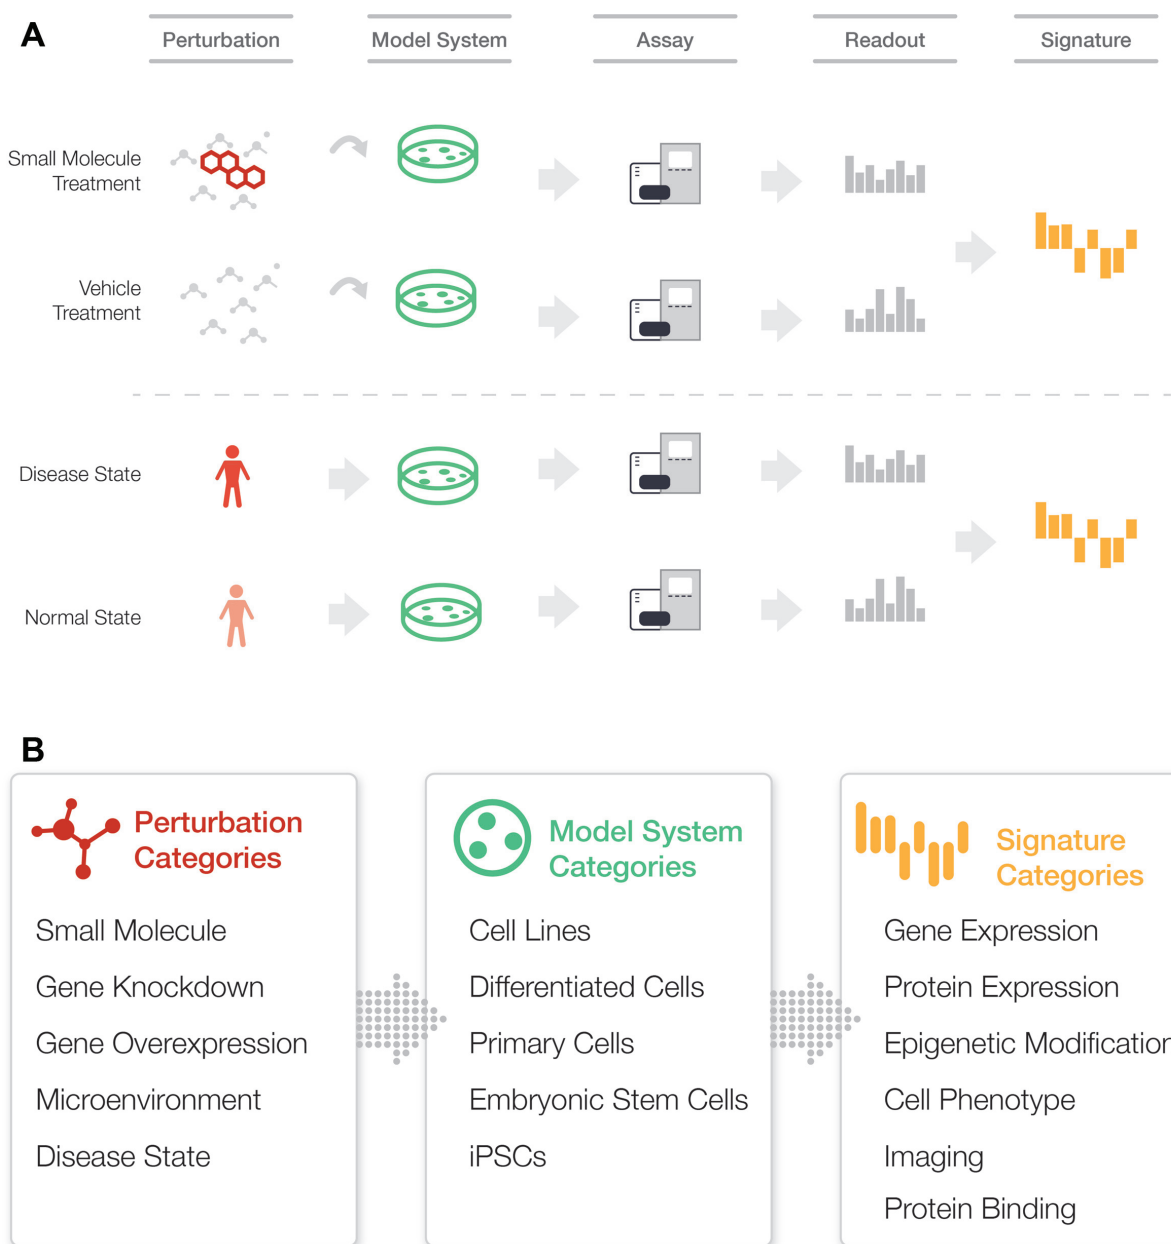 A
Perturbation
Model System
Assay
Readout
Signature
Small Molecule
Treatment
Vehicle
Treatment
Disease State
Normal State
B
Perturbation
Categories
Small Molecule
Gene Knockdown
Gene Overexpression
Microenvironment
Disease State
Model System
Categories
Cell Lines
Differentiated Cells
Primary Cells
Embryonic Stem Cells
iPSCs
Signature
Categories
Gene Expression
Protein Expression
Epigenetic Modification
Cell Phenotype
Imaging
Protein Binding